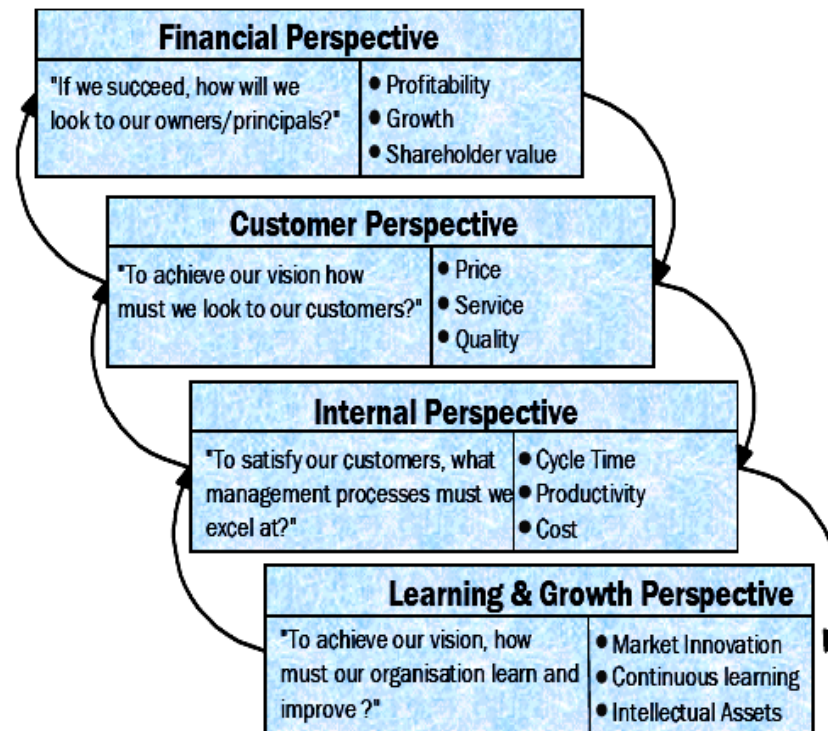 Financial Perspective
"If we succeed, how will we
look to our owners/principals?"
• Profitability
• Growth
• Shareholder value
Customer Perspective
"To achieve our vision how
must we look to our customers?"
• Price
• Service
• Quality
Internal Perspective
"To satisfy our customers, what
management processes must we
excel at?"
• Cycle Time
• Productivity
• Cost
Learning & Growth Perspective
"To achieve our vision, how
must our organisation learn and
improve ?"
• Market Innovation
• Continuous learning
• Intellectual Assets